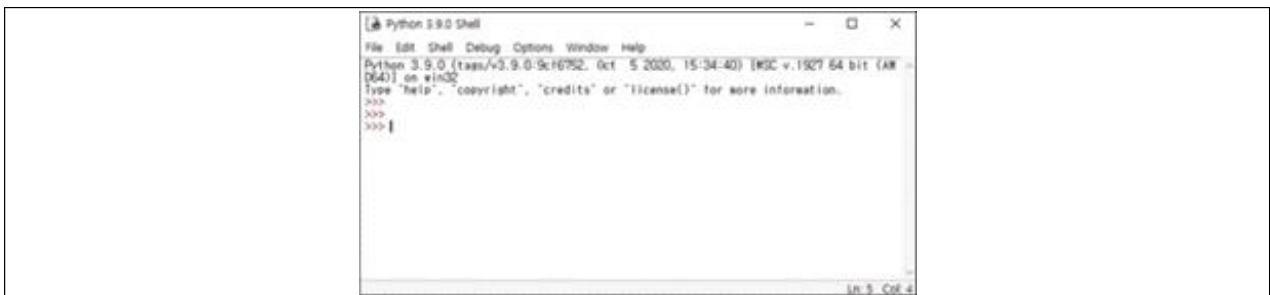 Python 3.9.0 Shell
File Edit Shell Debug Options Window Help
Python 3.9.0 (tags/v3.9.0:9cf6752, Oct 5 2020, 15:34:40) [MSC v.1927 64 bit (AM
D64)] on win32
Type "help", "copyright", "credits" or "license()" for more information.
>>>
>>>
>>>
Ln: 5 Col: 4